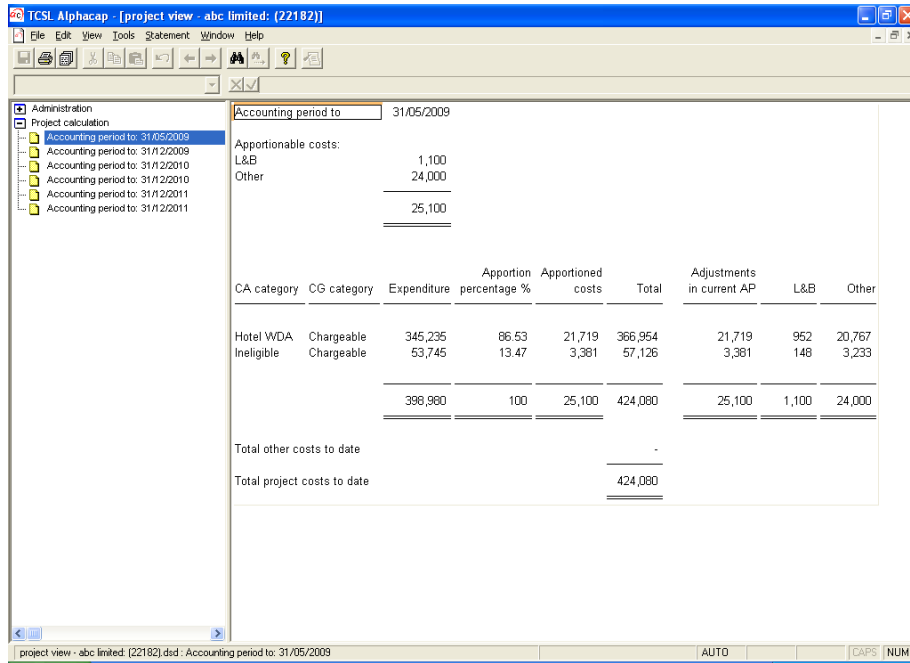 TCSL Alphacap - [project view - abc limited: (22182)]
File Edit View Tools Statement Window Help
Administration
Project calculation
Accounting period to: 31/05/2009
Accounting period to: 31/12/2009
Accounting period to: 31/12/2010
Accounting period to: 31/12/2010
Accounting period to: 31/12/2011
Accounting period to: 31/12/2011
Accounting period to 31/05/2009
Apportionable costs:
L&B 1,100
Other 24,000
25,100
Apportion Apportioned Adjustments
CA category CG category Expenditure percentage % costs Total in current AP L&B Other
Hotel WDA Chargeable 345,235 86.53 21,719 366,954 21,719 952 20,767
Ineligible Chargeable 53,745 13.47 3,381 57,126 3,381 148 3,233
398,980 100 25,100 424,080 25,100 1,100 24,000
Total other costs to date -
Total project costs to date 424,080
project view - abc limited: (22182).dsd : Accounting period to: 31/05/2009 AUTO CAPS NUM